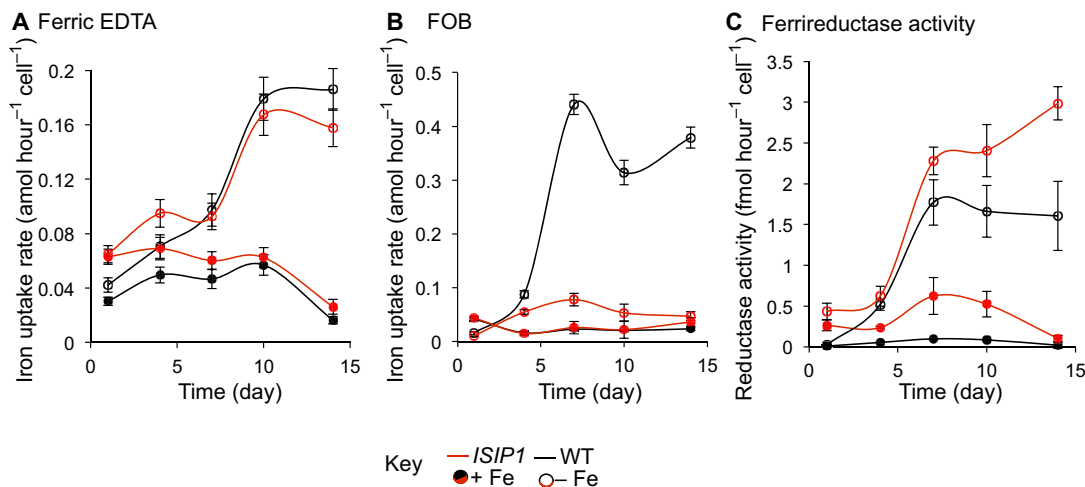 A Ferric EDTA
Iron uptake rate (amol hour⁻¹ cell⁻¹)
0.2
0.16
0.12
0.08
0.04
0
0 5 10 15
Time (day)
B FOB
Iron uptake rate (amol hour⁻¹ cell⁻¹)
0.5
0.4
0.3
0.2
0.1
0
0 5 10 15
Time (day)
C Ferrireductase activity
Reductase activity (fmol hour⁻¹ cell⁻¹)
3.5
3
2.5
2
1.5
1
0.5
0
0 5 10 15
Time (day)
Key ISIP1 WT
+ Fe – Fe